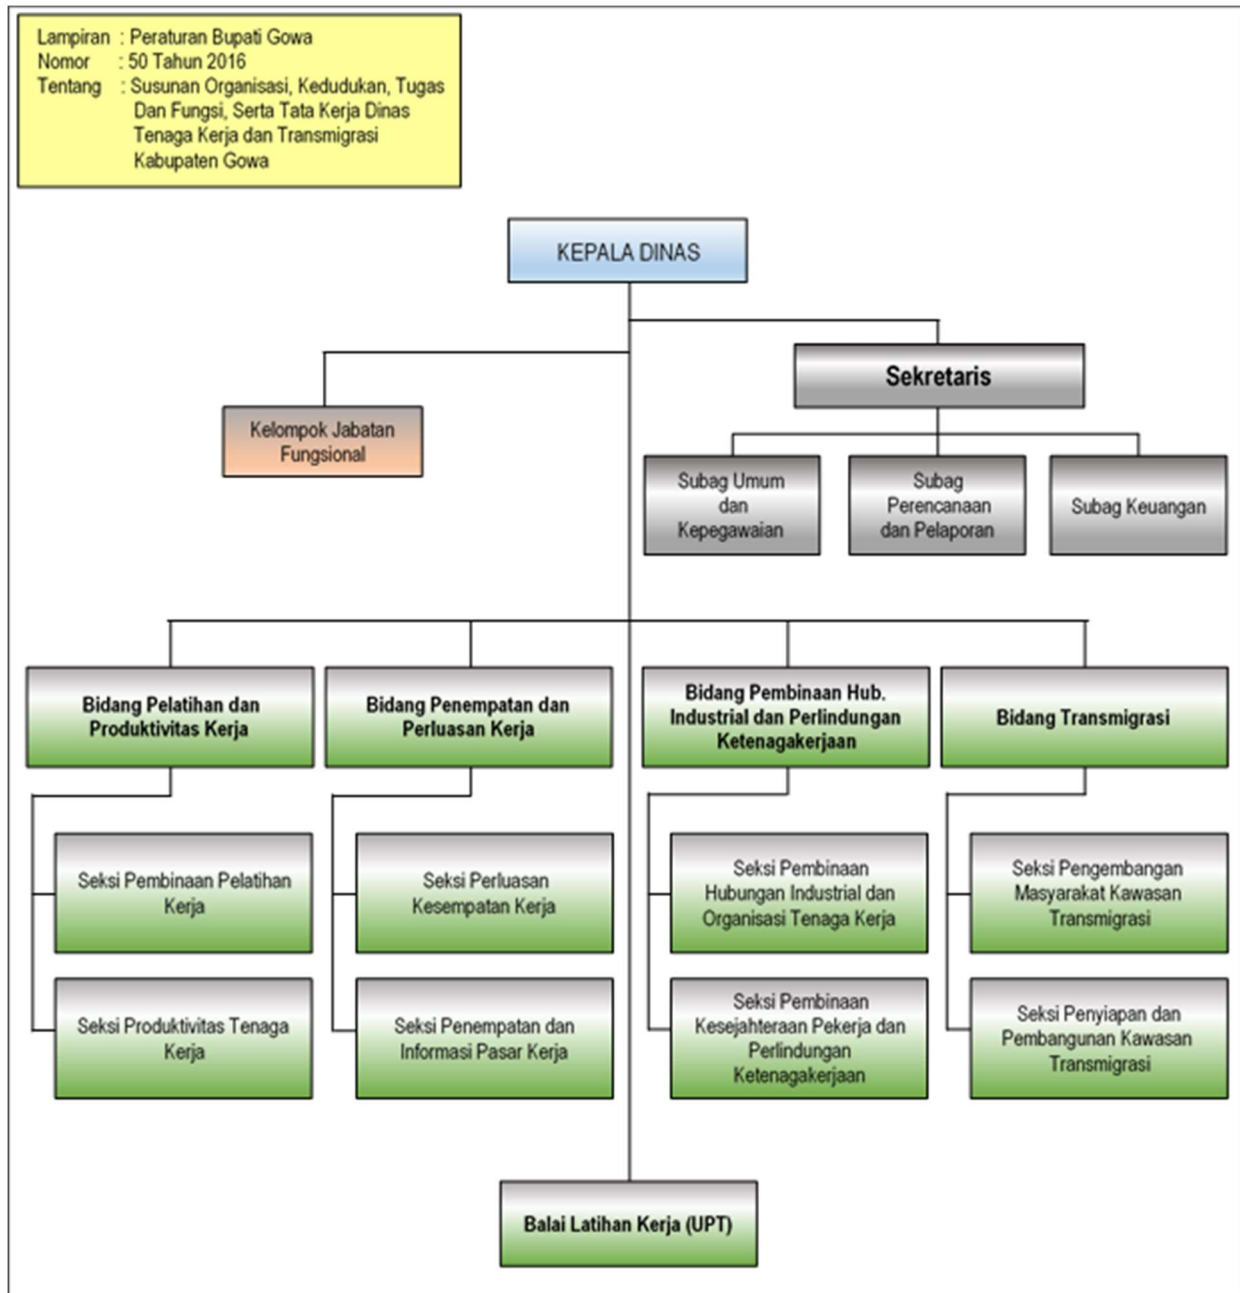 Lampiran : Peraturan Bupati Gowa
Nomor : 50 Tahun 2016
Tentang : Susunan Organisasi, Kedudukan, Tugas
Dan Fungsi, Serta Tata Kerja Dinas
Tenaga Kerja dan Transmigrasi
Kabupaten Gowa
KEPALA DINAS
Sekretaris
Kelompok Jabatan
Fungsional
Subag Umum
dan
Kepegawaian
Subag
Perencanaan
dan Pelaporan
Subag Keuangan
Bidang Pelatihan dan
Produktivitas Kerja
Bidang Penempatan dan
Perluasan Kerja
Bidang Pembinaan Hub.
Industrial dan Perlindungan
Ketenagakerjaan
Bidang Transmigrasi
Seksi Pembinaan Pelatihan
Kerja
Seksi Perluasan
Kesempatan Kerja
Seksi Pembinaan
Hubungan Industrial dan
Organisasi Tenaga Kerja
Seksi Pengembangan
Masyarakat Kawasan
Transmigrasi
Seksi Produktivitas Tenaga
Kerja
Seksi Penempatan dan
Informasi Pasar Kerja
Seksi Pembinaan
Kesejahteraan Pekerja dan
Perlindungan
Ketenagakerjaan
Seksi Penyiapan dan
Pembangunan Kawasan
Transmigrasi
Balai Latihan Kerja (UPT)